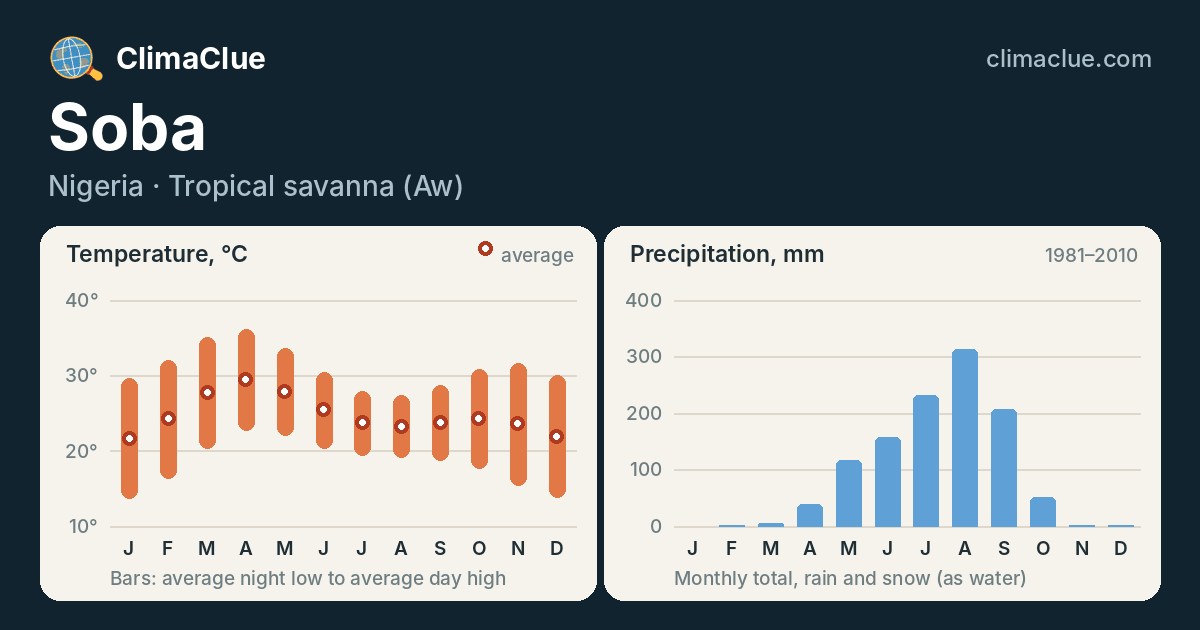 ClimaClue
climaclue.com
Soba
Nigeria · Tropical savanna (Aw)
Temperature, °C
average
40°
30°
20°
10°
J F M A M J J A S O N D
Bars: average night low to average day high
Precipitation, mm
1981–2010
400
300
200
100
0
J F M A M J J A S O N D
Monthly total, rain and snow (as water)